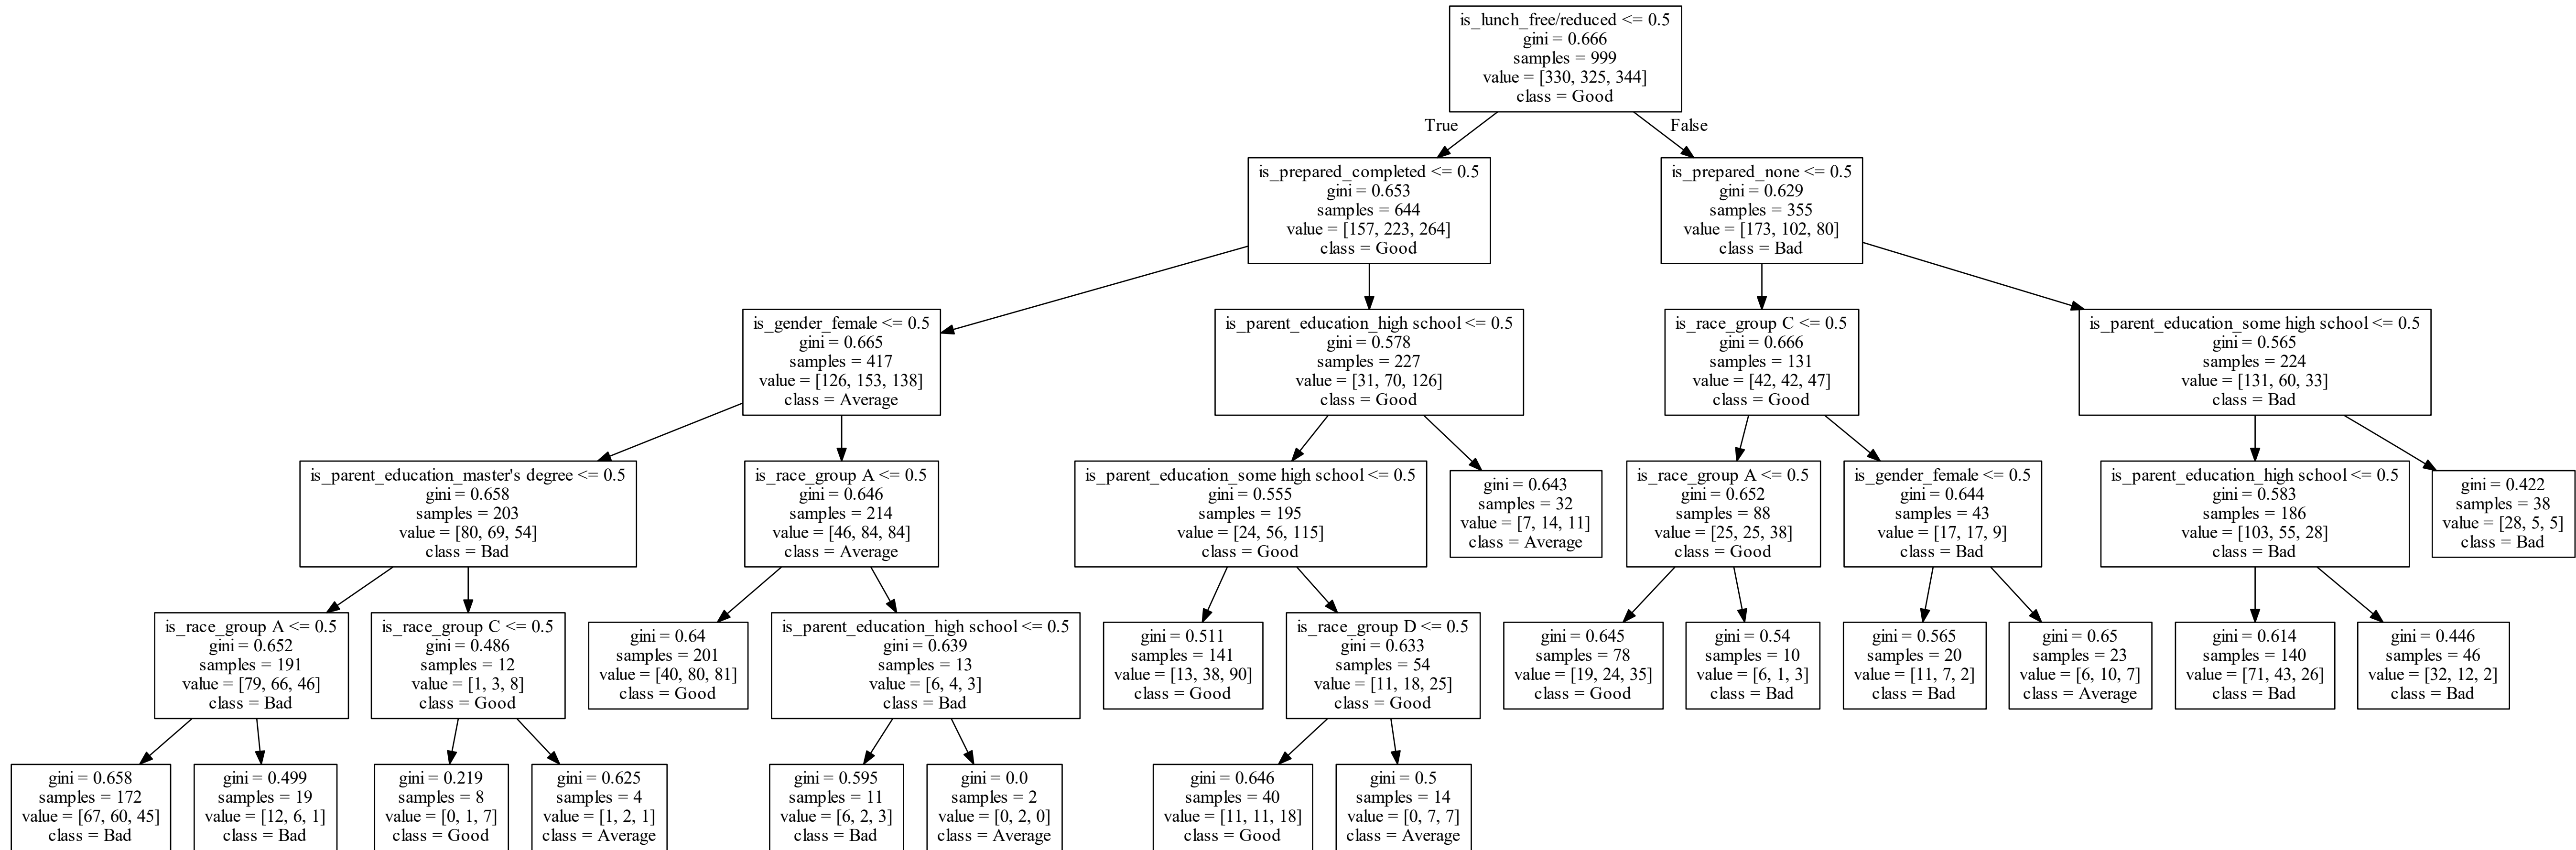 is_lunch_free/reduced <= 0.5
gini = 0.666
samples = 999
value = [330, 325, 344]
class = Good
True
False
is_prepared_completed <= 0.5
gini = 0.653
samples = 644
value = [157, 223, 264]
class = Good
is_prepared_none <= 0.5
gini = 0.629
samples = 355
value = [173, 102, 80]
class = Bad
is_gender_female <= 0.5
gini = 0.665
samples = 417
value = [126, 153, 138]
class = Average
is_parent_education_high school <= 0.5
gini = 0.578
samples = 227
value = [31, 70, 126]
class = Good
is_race_group C <= 0.5
gini = 0.666
samples = 131
value = [42, 42, 47]
class = Good
is_parent_education_some high school <= 0.5
gini = 0.565
samples = 224
value = [131, 60, 33]
class = Bad
is_parent_education_master's degree <= 0.5
gini = 0.658
samples = 203
value = [80, 69, 54]
class = Bad
is_race_group A <= 0.5
gini = 0.646
samples = 214
value = [46, 84, 84]
class = Average
is_parent_education_some high school <= 0.5
gini = 0.555
samples = 195
value = [24, 56, 115]
class = Good
gini = 0.643
samples = 32
value = [7, 14, 11]
class = Average
is_race_group A <= 0.5
gini = 0.652
samples = 88
value = [25, 25, 38]
class = Good
is_gender_female <= 0.5
gini = 0.644
samples = 43
value = [17, 17, 9]
class = Bad
is_parent_education_high school <= 0.5
gini = 0.583
samples = 186
value = [103, 55, 28]
class = Bad
gini = 0.422
samples = 38
value = [28, 5, 5]
class = Bad
is_race_group A <= 0.5
gini = 0.652
samples = 191
value = [79, 66, 46]
class = Bad
is_race_group C <= 0.5
gini = 0.486
samples = 12
value = [1, 3, 8]
class = Good
gini = 0.64
samples = 201
value = [40, 80, 81]
class = Good
is_parent_education_high school <= 0.5
gini = 0.639
samples = 13
value = [6, 4, 3]
class = Bad
gini = 0.511
samples = 141
value = [13, 38, 90]
class = Good
is_race_group D <= 0.5
gini = 0.633
samples = 54
value = [11, 18, 25]
class = Good
gini = 0.645
samples = 78
value = [19, 24, 35]
class = Good
gini = 0.54
samples = 10
value = [6, 1, 3]
class = Bad
gini = 0.565
samples = 20
value = [11, 7, 2]
class = Bad
gini = 0.65
samples = 23
value = [6, 10, 7]
class = Average
gini = 0.614
samples = 140
value = [71, 43, 26]
class = Bad
gini = 0.446
samples = 46
value = [32, 12, 2]
class = Bad
gini = 0.658
samples = 172
value = [67, 60, 45]
class = Bad
gini = 0.499
samples = 19
value = [12, 6, 1]
class = Bad
gini = 0.219
samples = 8
value = [0, 1, 7]
class = Good
gini = 0.625
samples = 4
value = [1, 2, 1]
class = Average
gini = 0.595
samples = 11
value = [6, 2, 3]
class = Bad
gini = 0.0
samples = 2
value = [0, 2, 0]
class = Average
gini = 0.646
samples = 40
value = [11, 11, 18]
class = Good
gini = 0.5
samples = 14
value = [0, 7, 7]
class = Average